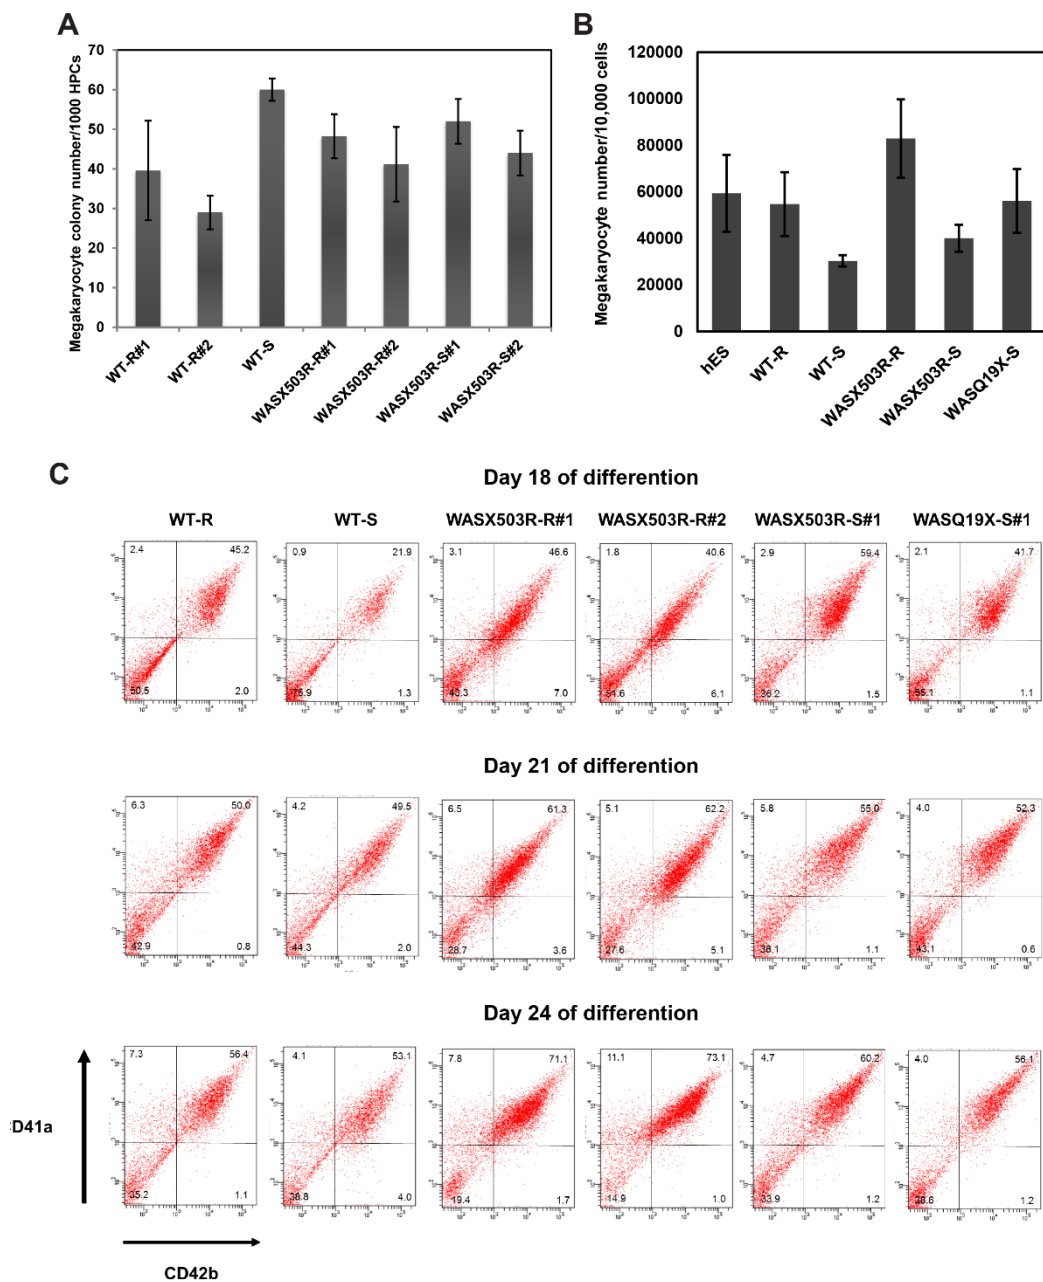 A
B
Megakaryocyte colony number/1000 HPCs
70
60
50
40
30
20
10
0
WT-R#1
WT-R#2
WT-S
WASX503R-R#1
WASX503R-R#2
WASX503R-S#1
WASX503R-S#2
Megakaryocyte number/10,000 cells
120000
100000
80000
60000
40000
20000
0
hES
WT-R
WT-S
WASX503R-R
WASX503R-S
WASQ19X-S
C
Day 18 of differention
WT-R WT-S WASX503R-R#1 WASX503R-R#2 WASX503R-S#1 WASQ19X-S#1
2.4 45.2 0.9 21.9 3.1 46.6 1.8 40.6 2.9 59.4 2.1 41.7
50.5 2.0 75.9 1.3 43.3 7.0 51.6 6.1 36.2 1.5 55.1 1.1
Day 21 of differention
6.3 50.0 4.2 49.5 6.5 61.3 5.1 62.2 5.8 55.0 4.0 52.3
42.9 0.8 44.3 2.0 28.7 3.6 27.6 5.1 38.1 1.1 43.1 0.6
Day 24 of differention
7.3 56.4 4.1 53.1 7.8 71.1 11.1 73.1 4.7 60.2 4.0 56.1
35.2 1.1 38.8 4.0 19.4 1.7 14.9 1.0 33.9 1.2 38.6 1.2
D41a
CD42b